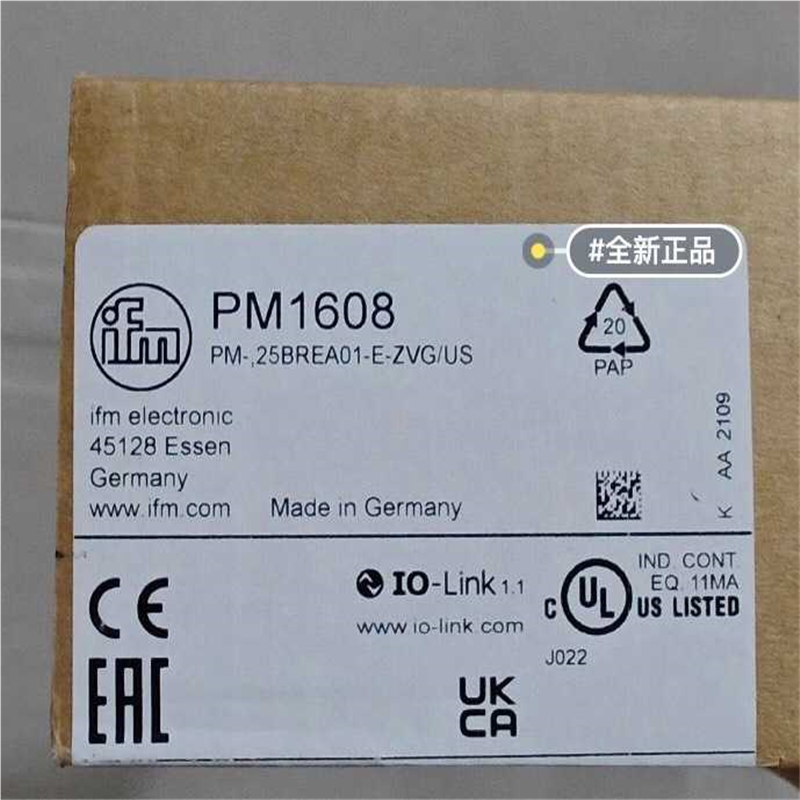 #全新正品
ifm
PM1608
PM-,25BREA01-E-ZVG/US
20
PAP
ifm electronic
45128 Essen
Germany
www.ifm.com
Made in Germany
K AA 2109
CE
IO-Link 1.1
www.io-link.com
C UL US LISTED
IND. CONT.
EQ. 11MA
J022
EAC
UK
CA